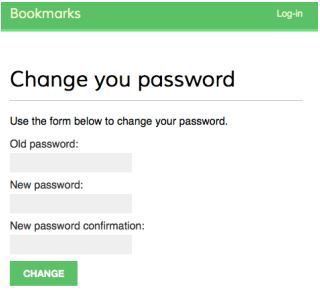 Bookmarks
Log-in
Change you password
Use the form below to change your password.
Old password:
New password:
New password confirmation:
CHANGE